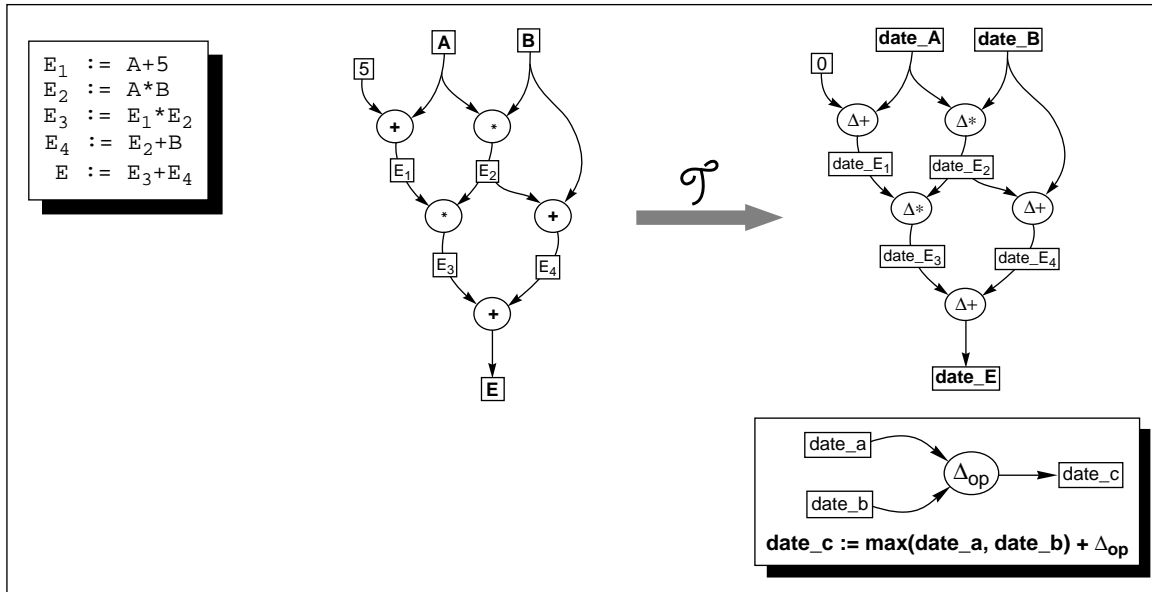 E1 := A+5
E2 := A*B
E3 := E1*E2
E4 := E2+B
E := E3+E4
A
B
5
+
*
E1
E2
*
+
E3
E4
+
E
𝒯
date_A
date_B
0
Δ+
Δ*
date_E1
date_E2
Δ*
Δ+
date_E3
date_E4
Δ+
date_E
date_a
Δop
date_c
date_b
date_c := max(date_a, date_b) + Δop